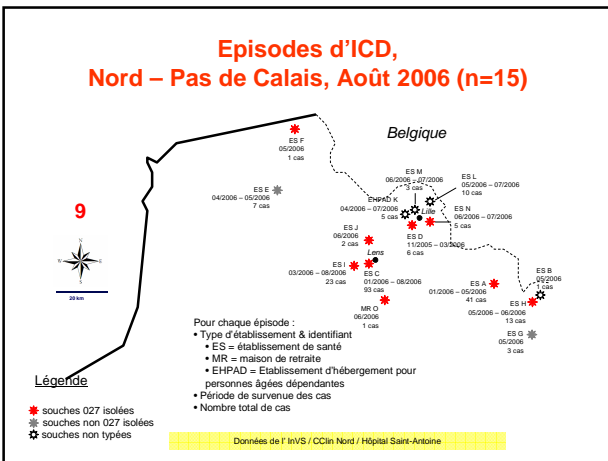 Episodes d'ICD,
Nord – Pas de Calais, Août 2006 (n=15)
Belgique
ES F
05/2006
1 cas
ES M
06/2006 – 07/2006
3 cas
ES L
05/2006 – 07/2006
10 cas
ES E
04/2006 – 05/2006
7 cas
EHPAD K
04/2006 – 07/2006
5 cas
Lille
ES N
06/2006 – 07/2006
5 cas
9
N
W
E
S
20 km
ES J
06/2006
2 cas
ES D
11/2005 – 03/2006
6 cas
Lens
ES I
03/2006 – 08/2006
23 cas
ES C
01/2006 – 08/2006
93 cas
ES A
01/2006 – 05/2006
41 cas
ES B
05/2006
1 cas
ES H
05/2006 – 06/2006
13 cas
MR O
06/2006
1 cas
ES G
05/2006
3 cas
Pour chaque épisode :
• Type d'établissement & identifiant
• ES = établissement de santé
• MR = maison de retraite
• EHPAD = Etablissement d'hébergement pour
personnes âgées dépendantes
• Période de survenue des cas
• Nombre total de cas
Légende
souches 027 isolées
souches non 027 isolées
souches non typées
Données de l' InVS / CClin Nord / Hôpital Saint-Antoine